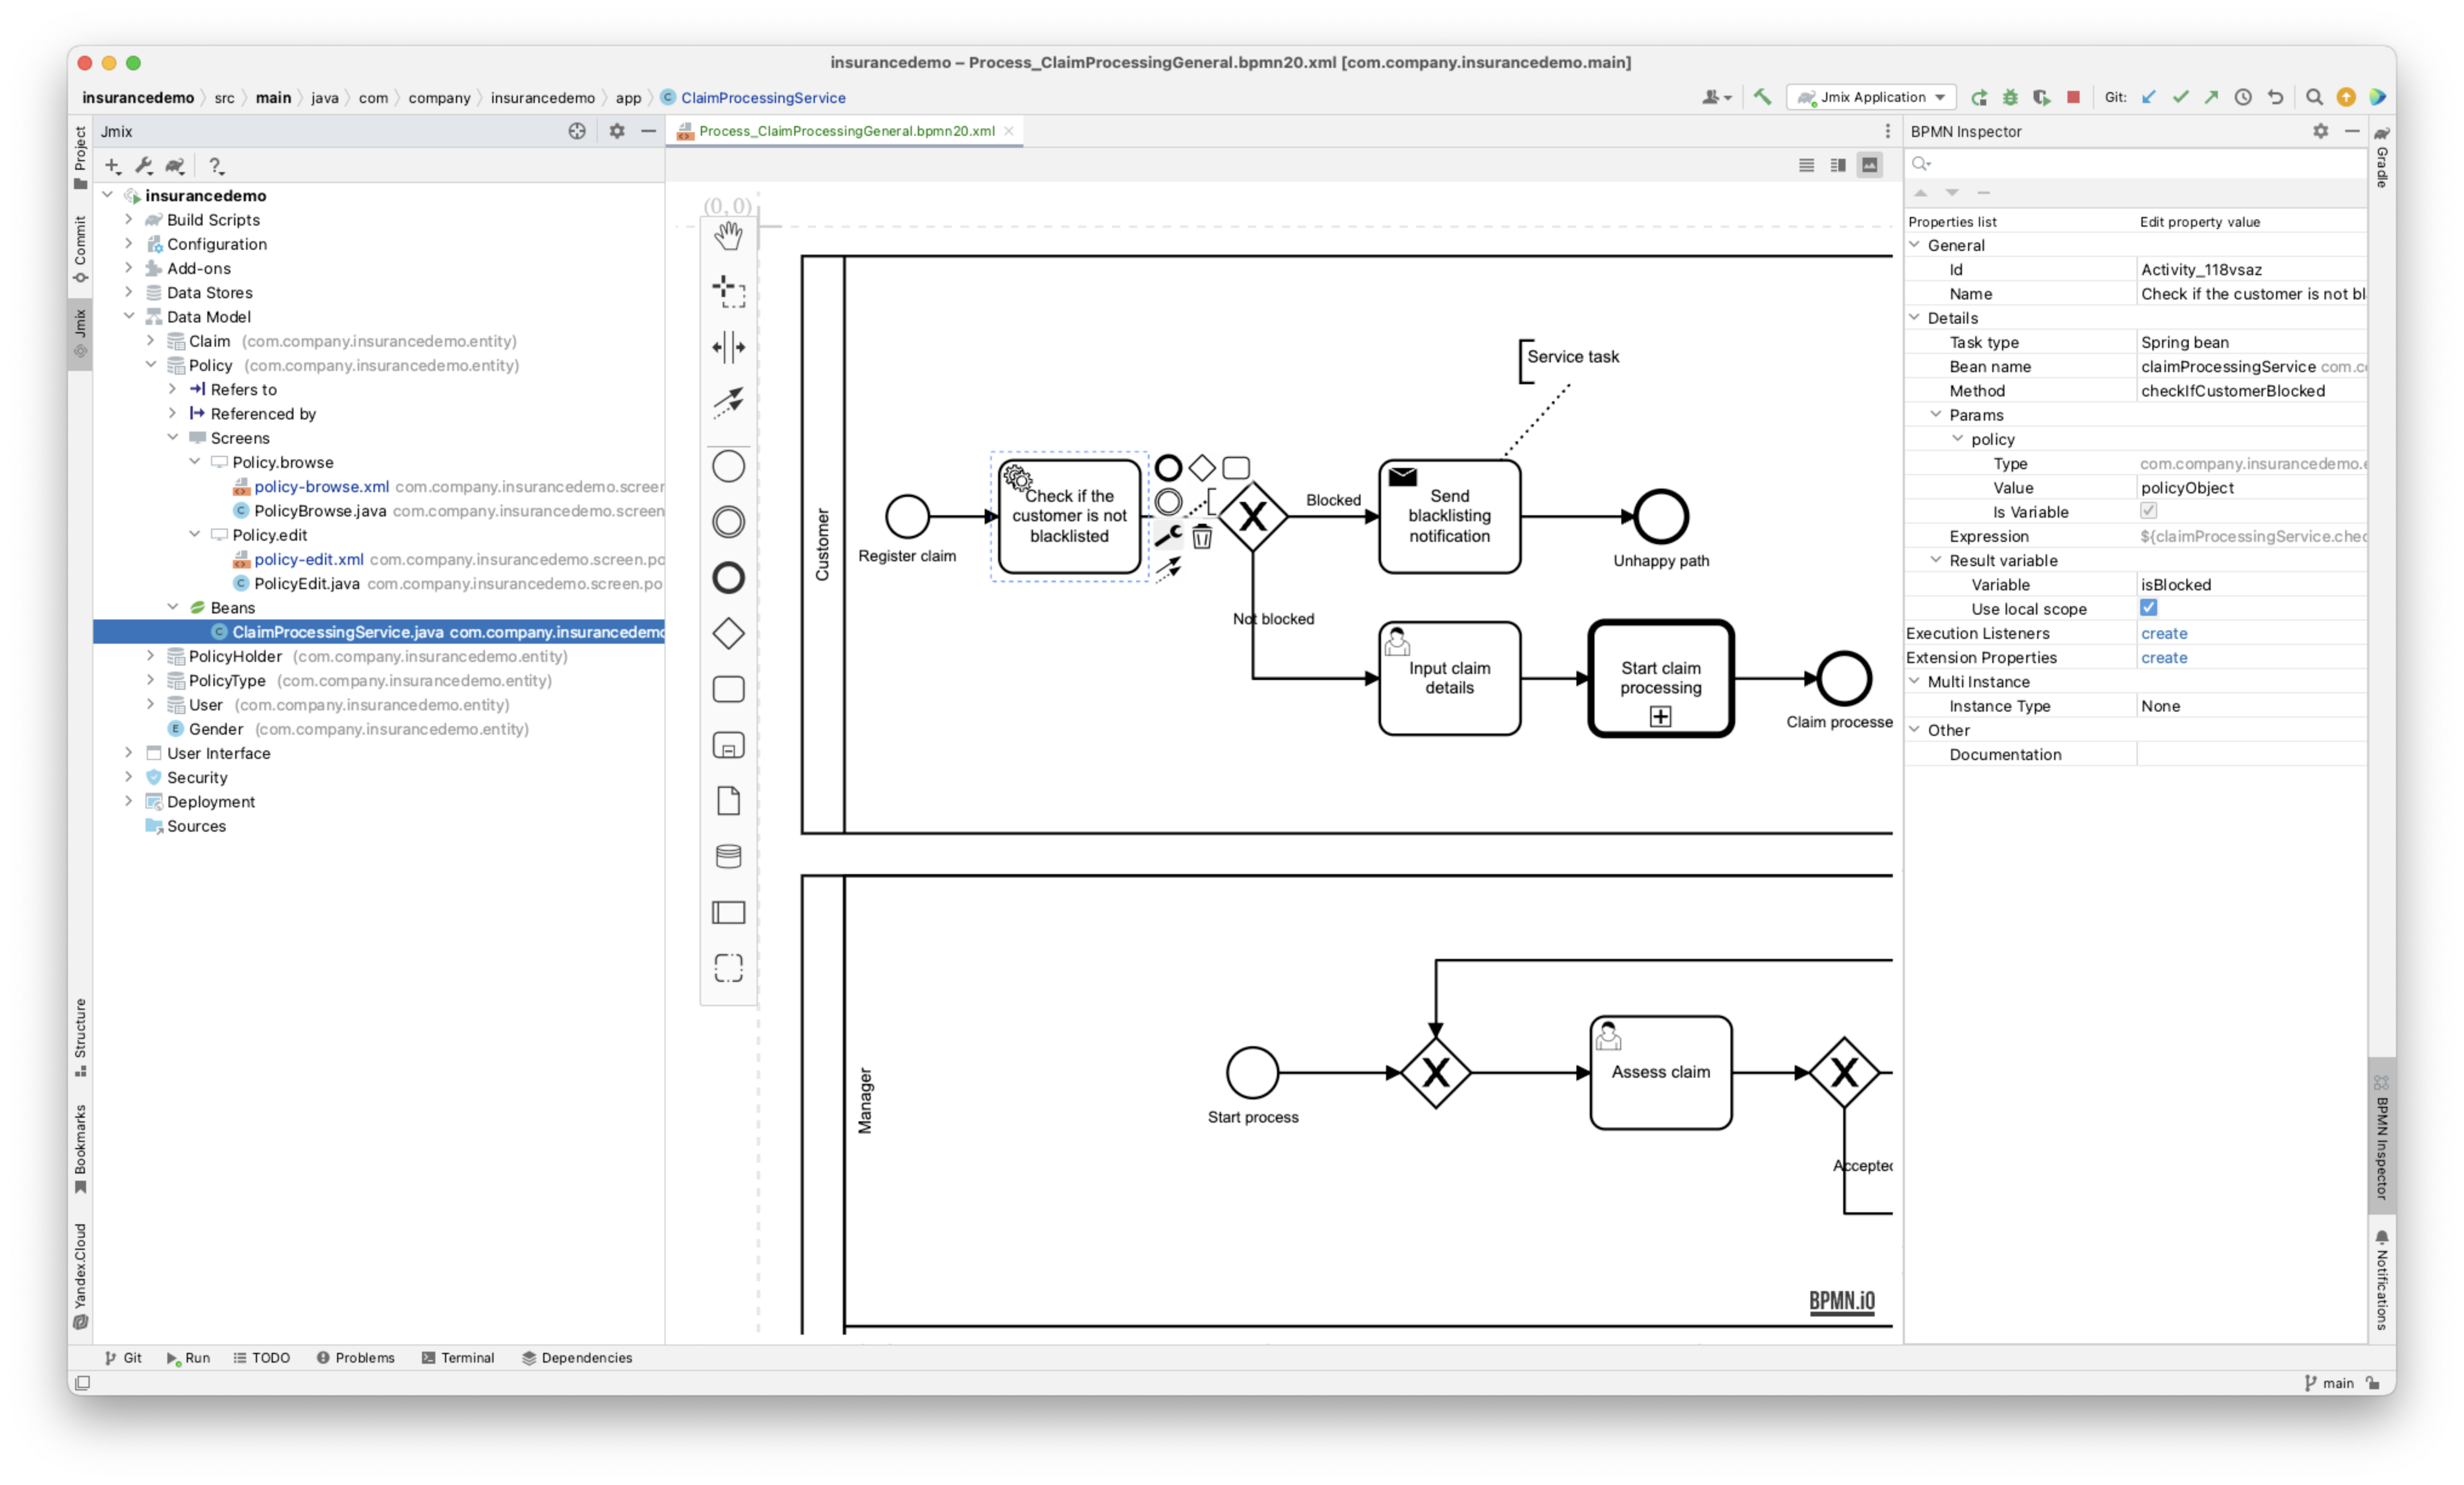 insurancedemo – Process_ClaimProcessingGeneral.bpmn20.xml [com.company.insurancedemo.main]
insurancedemo src main java com company insurancedemo app ClaimProcessingService
Jmix Application Git:
Project
Commit
Jmix
Structure
Bookmarks
Yandex.Cloud
Jmix
insurancedemo
Build Scripts
Configuration
Add-ons
Data Stores
Data Model
Claim (com.company.insurancedemo.entity)
Policy (com.company.insurancedemo.entity)
Refers to
Referenced by
Screens
Policy.browse
policy-browse.xml com.company.insurancedemo.screer
PolicyBrowse.java com.company.insurancedemo.screen
Policy.edit
policy-edit.xml com.company.insurancedemo.screen.po
PolicyEdit.java com.company.insurancedemo.screen.po
Beans
ClaimProcessingService.java com.company.insurancedemo
PolicyHolder (com.company.insurancedemo.entity)
PolicyType (com.company.insurancedemo.entity)
User (com.company.insurancedemo.entity)
Gender (com.company.insurancedemo.entity)
User Interface
Security
Deployment
Sources
Process_ClaimProcessingGeneral.bpmn20.xml
(0,0)
Customer
Register claim
Check if the
customer is not
blacklisted
Blocked
Not blocked
Service task
Send
blacklisting
notification
Unhappy path
Input claim
details
Start claim
processing
Claim processe
Manager
Start process
Assess claim
Accepted
BPMN.iO
BPMN Inspector
Properties list Edit property value
General
Id Activity_118vsaz
Name Check if the customer is not bl
Details
Task type Spring bean
Bean name claimProcessingService com.c
Method checkIfCustomerBlocked
Params
policy
Type com.company.insurancedemo.e
Value policyObject
Is Variable
Expression ${claimProcessingService.chec
Result variable
Variable isBlocked
Use local scope
Execution Listeners create
Extension Properties create
Multi Instance
Instance Type None
Other
Documentation
Gradle
BPMN Inspector
Notifications
Git Run TODO Problems Terminal Dependencies
main